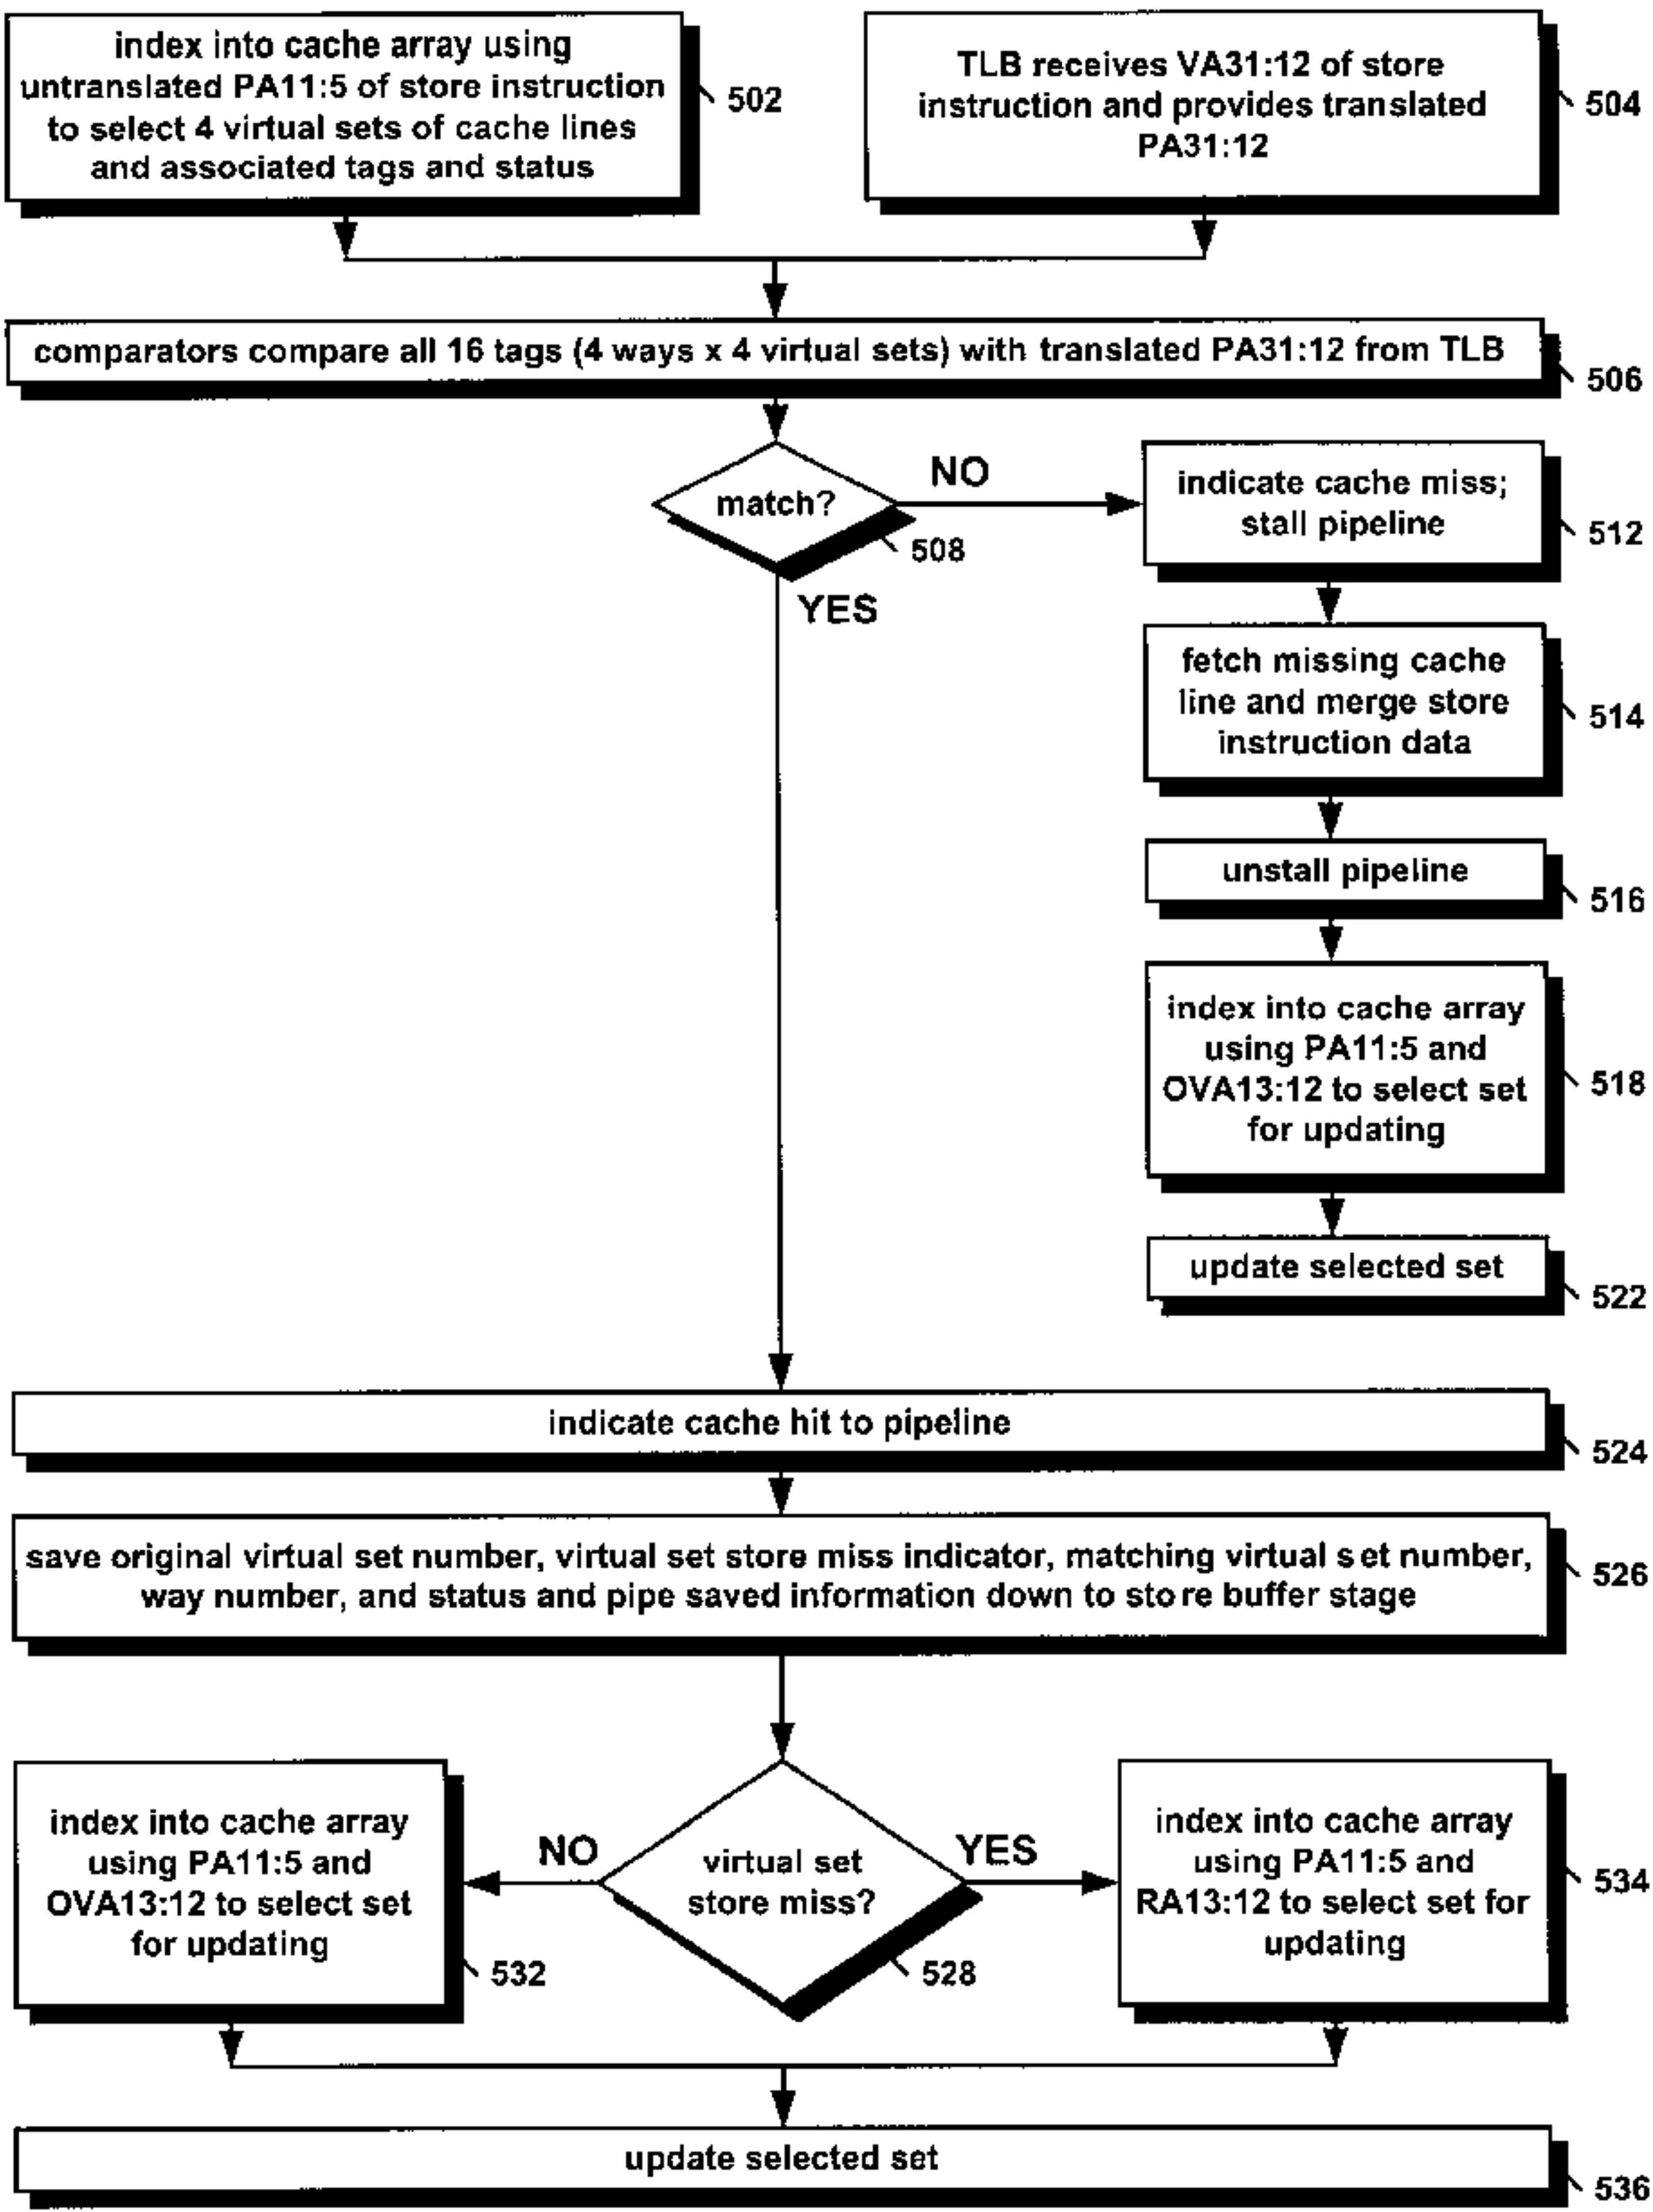 index into cache array using
untranslated PA11:5 of store instruction
to select 4 virtual sets of cache lines
and associated tags and status
502
TLB receives VA31:12 of store
instruction and provides translated
PA31:12
504
comparators compare all 16 tags (4 ways x 4 virtual sets) with translated PA31:12 from TLB
506
match?
508
NO
YES
indicate cache miss;
stall pipeline
512
fetch missing cache
line and merge store
instruction data
514
unstall pipeline
516
index into cache array
using PA11:5 and
OVA13:12 to select set
for updating
518
update selected set
522
indicate cache hit to pipeline
524
save original virtual set number, virtual set store miss indicator, matching virtual set number,
way number, and status and pipe saved information down to store buffer stage
526
index into cache array
using PA11:5 and
OVA13:12 to select set
for updating
532
NO
virtual set
store miss?
528
YES
index into cache array
using PA11:5 and
RA13:12 to select set for
updating
534
update selected set
536